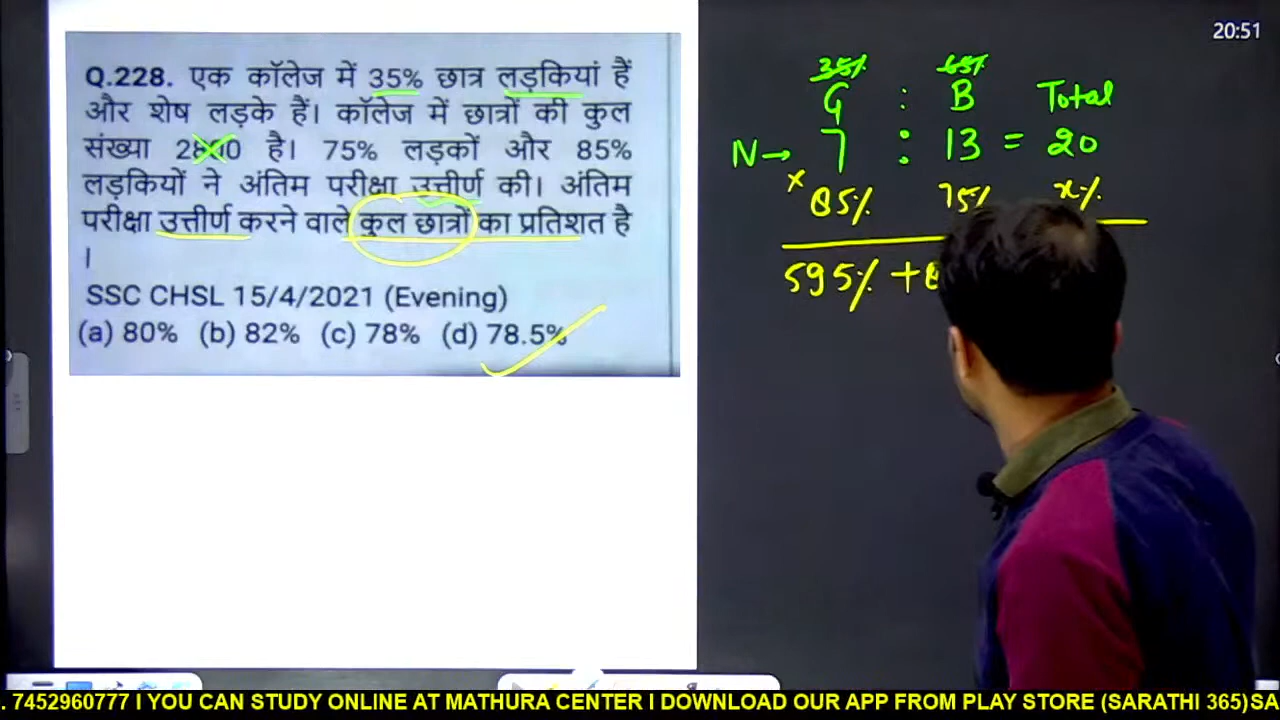 20:51
Q.228. एक कॉलेज में 35% छात्र लड़कियां हैं
और शेष लड़के हैं। कॉलेज में छात्रों की कुल
संख्या है। 75% लड़कों और 85%
लड़कियों ने अंतिम परीक्षा उत्तीर्ण की। अंतिम
परीक्षा उत्तीर्ण करने वाले कुल छात्रों का प्रतिशत है
।
SSC CHSL 15/4/2021 (Evening)
(a) 80% (b) 82% (c) 78% (d) 78.5%
35% 65%
G : B Total
N→ 7 : 13 = 20
× 85% 75% x%
595% +
. 7452960777 I YOU CAN STUDY ONLINE AT MATHURA CENTER I DOWNLOAD OUR APP FROM PLAY STORE (SARATHI 365)SA